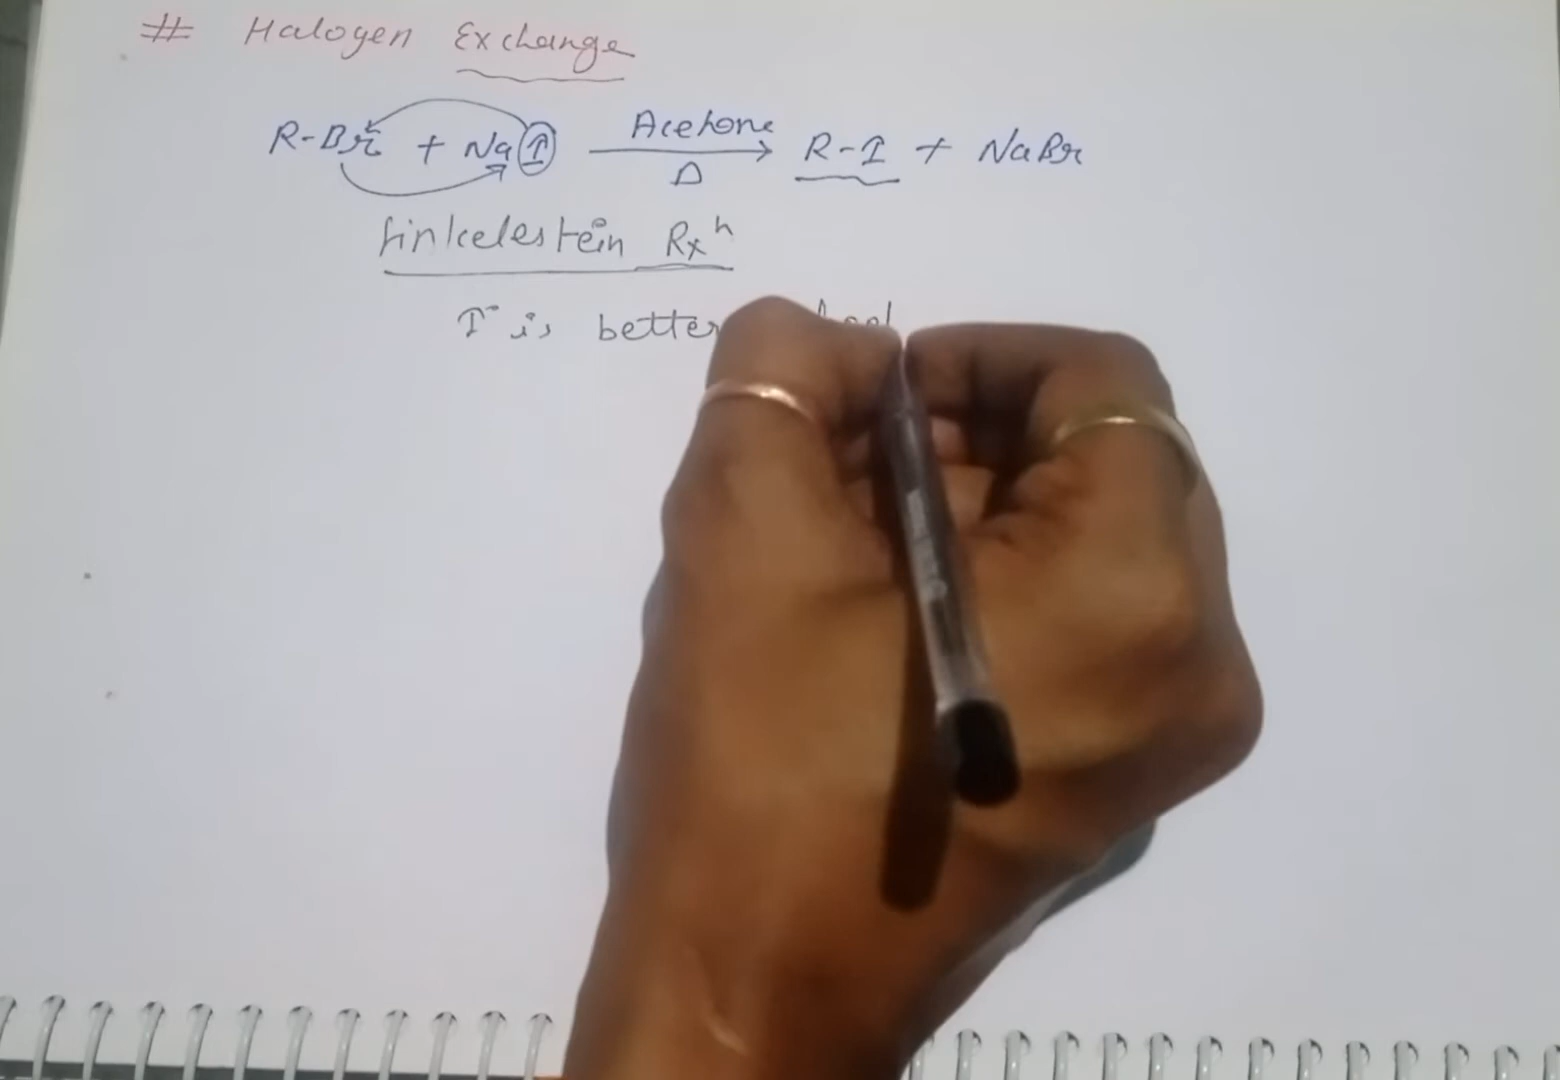 # Halogen Exchange
R-Br + NaI Acetone Δ R-I + NaBr
finkelestein Rxⁿ
I⁻ is better